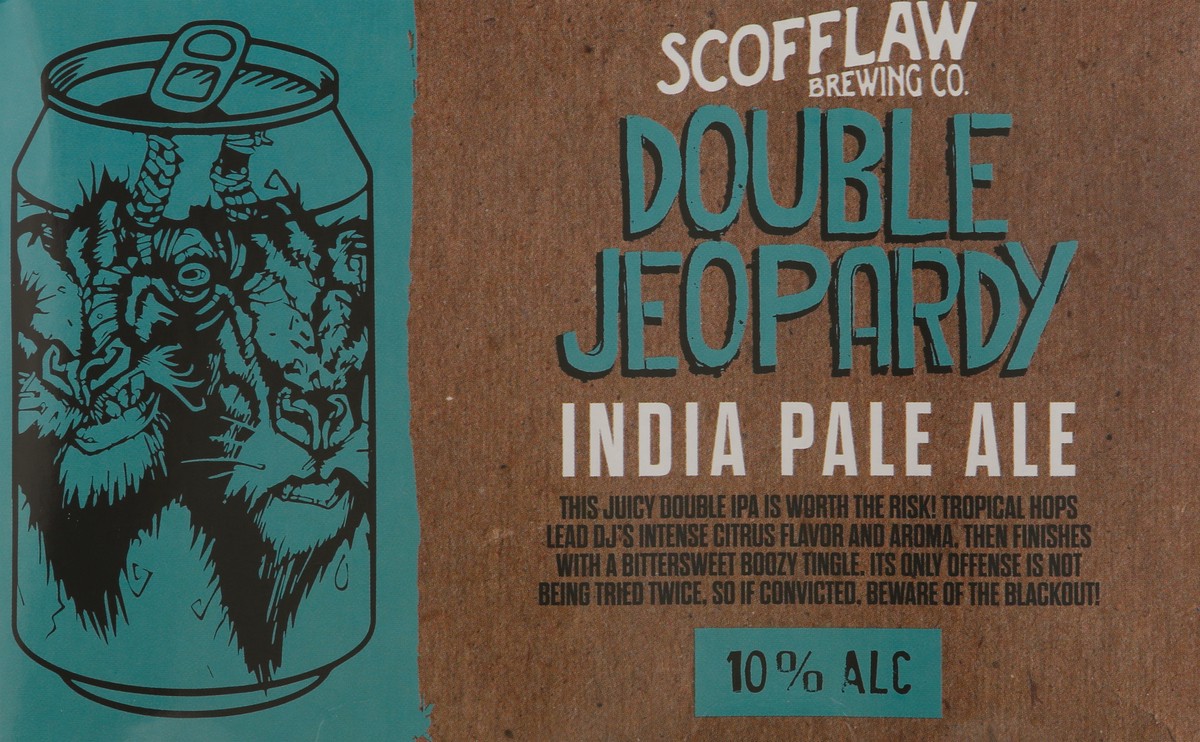 SCOFFLAW
BREWING CO.
DOUBLE
JEOPARDY
INDIA PALE ALE
THIS JUICY DOUBLE IPA IS WORTH THE RISK! TROPICAL HOPS
LEAD DJ'S INTENSE CITRUS FLAVOR AND AROMA, THEN FINISHES
WITH A BITTERSWEET BOOZY TINGLE. ITS ONLY OFFENSE IS NOT
BEING TRIED TWICE. SO IF CONVICTED, BEWARE OF THE BLACKOUT!
10% ALC